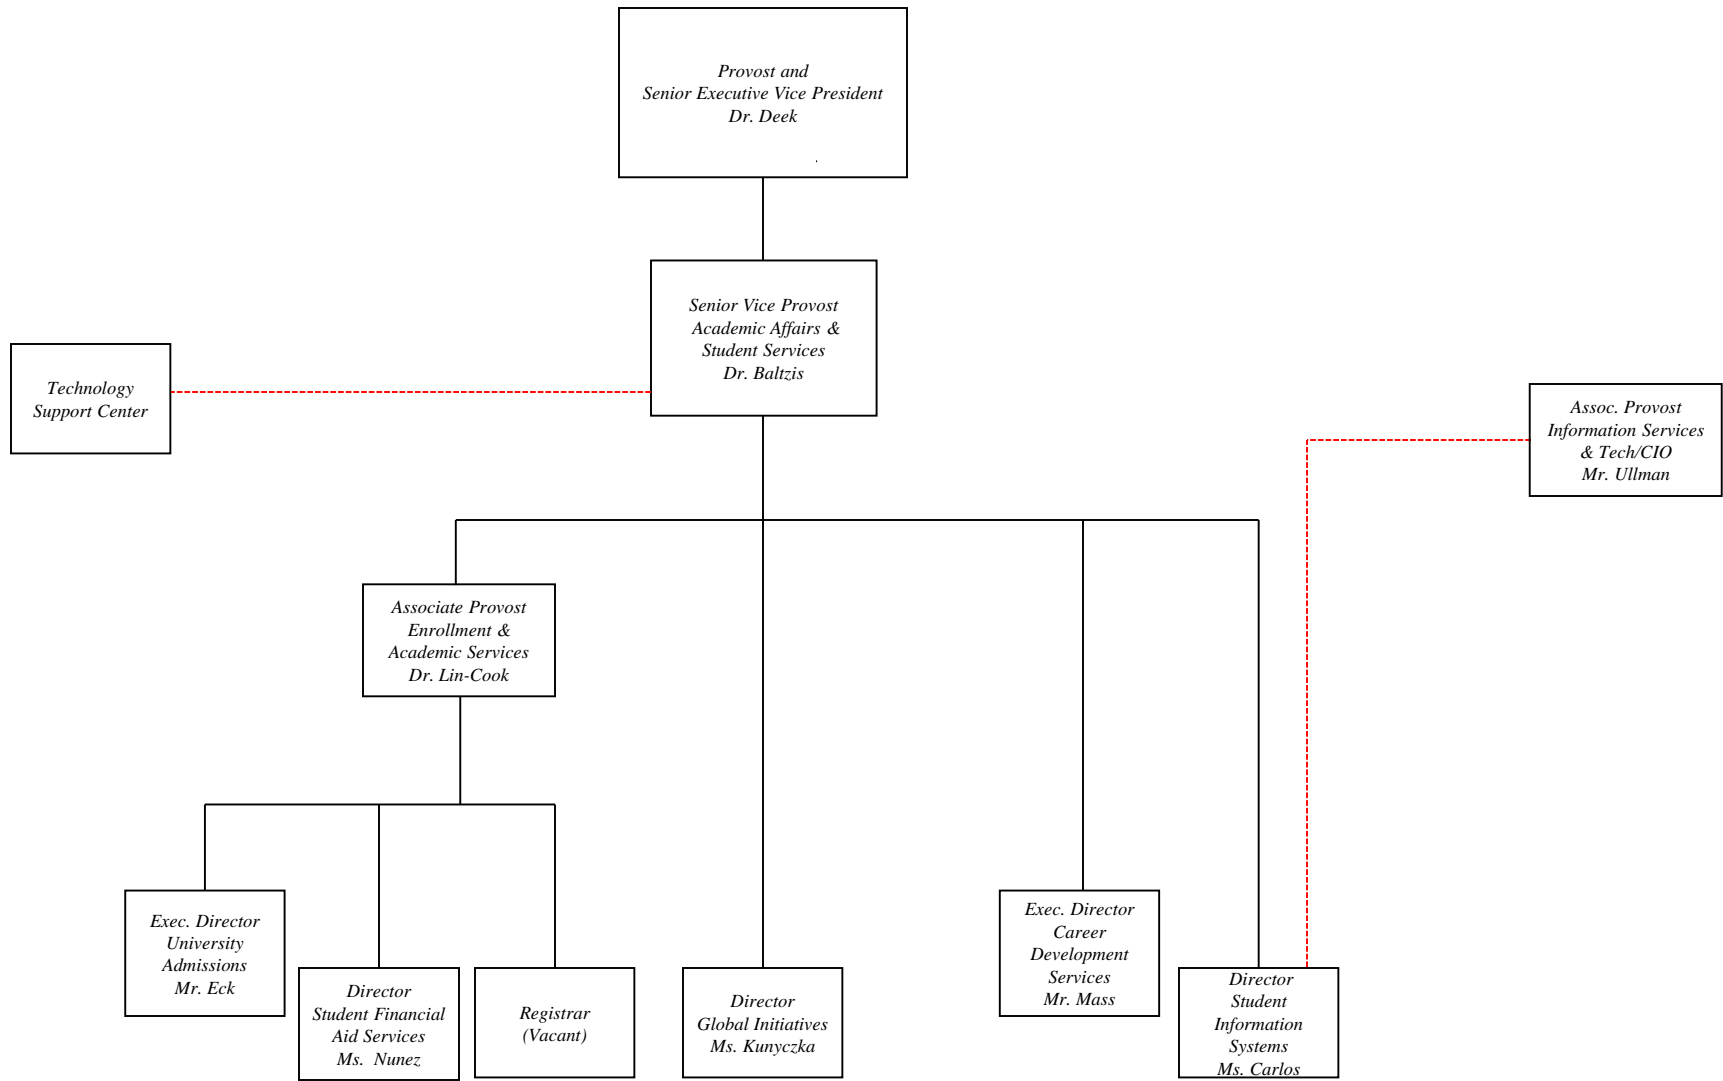 Provost and
Senior Executive Vice President
Dr. Deek
.
Senior Vice Provost
Academic Affairs &
Student Services
Dr. Baltzis
Technology
Support Center
Assoc. Provost
Information Services
& Tech/CIO
Mr. Ullman
Associate Provost
Enrollment &
Academic Services
Dr. Lin-Cook
Exec. Director
University
Admissions
Mr. Eck
Director
Student Financial
Aid Services
Ms. Nunez
Registrar
(Vacant)
Director
Global Initiatives
Ms. Kunyczka
Exec. Director
Career
Development
Services
Mr. Mass
Director
Student
Information
Systems
Ms. Carlos